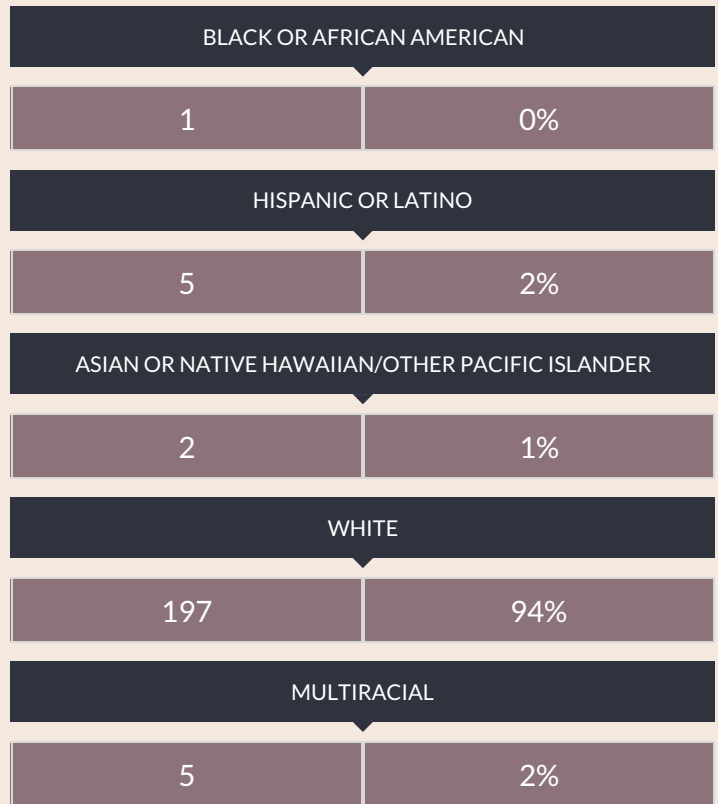 BLACK OR AFRICAN AMERICAN
1 0%
HISPANIC OR LATINO
5 2%
ASIAN OR NATIVE HAWAIIAN/OTHER PACIFIC ISLANDER
2 1%
WHITE
197 94%
MULTIRACIAL
5 2%